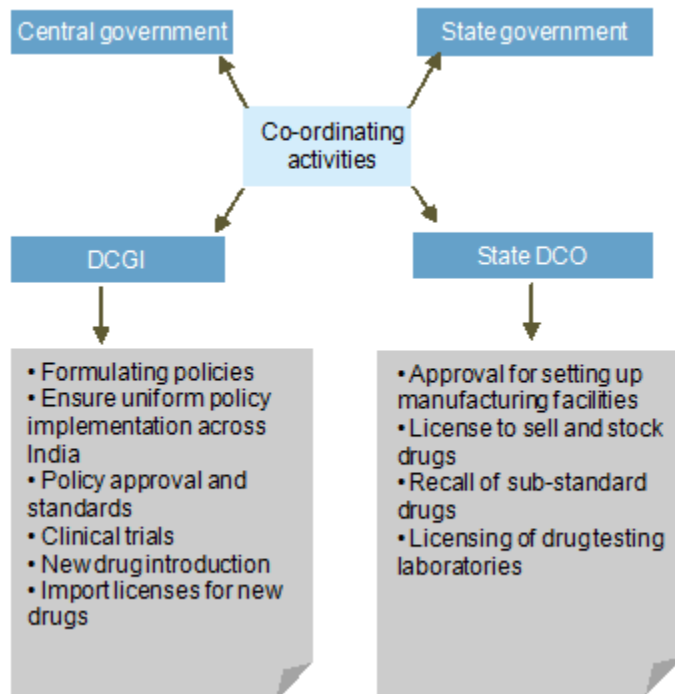 Central government
State government
Co-ordinating
activities
DCGI
State DCO
• Formulating policies
• Ensure uniform policy
implementation across
India
• Policy approval and
standards
• Clinical trials
• New drug introduction
• Import licenses for new
drugs
• Approval for setting up
manufacturing facilities
• License to sell and stock
drugs
• Recall of sub-standard
drugs
• Licensing of drug testing
laboratories